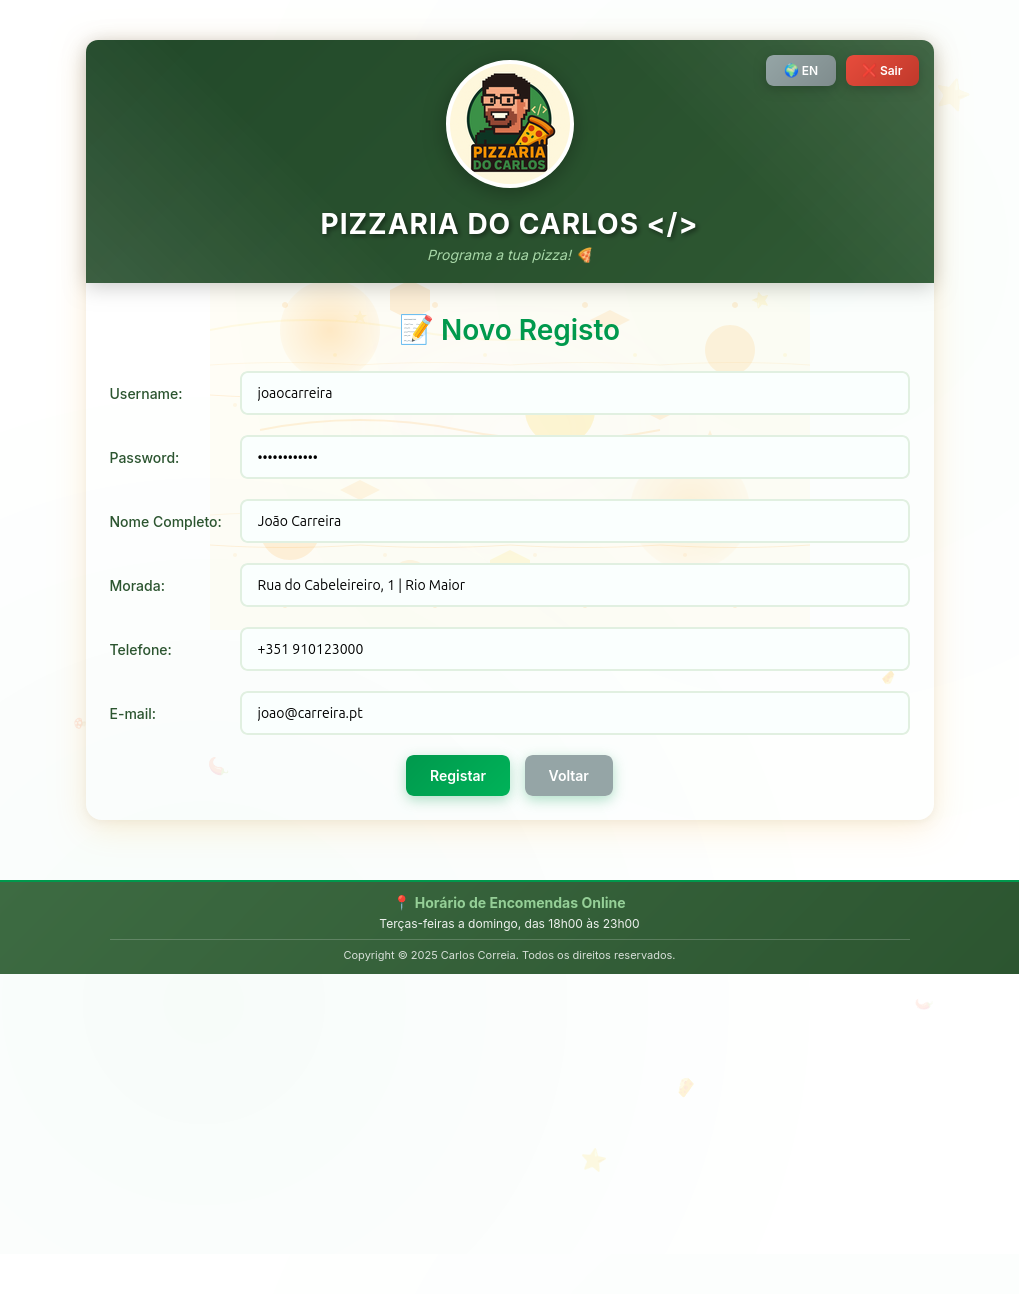 🌍 EN
❌ Sair
</>
PIZZARIA
DO CARLOS
PIZZARIA DO CARLOS </>
Programa a tua pizza! 🍕
📝 Novo Registo
Username: joaocarreira
Password: ••••••••••••
Nome Completo: João Carreira
Morada: Rua do Cabeleireiro, 1 | Rio Maior
Telefone: +351 910123000
E-mail: joao@carreira.pt
Registar Voltar
📍 Horário de Encomendas Online
Terças-feiras a domingo, das 18h00 às 23h00
Copyright © 2025 Carlos Correia. Todos os direitos reservados.